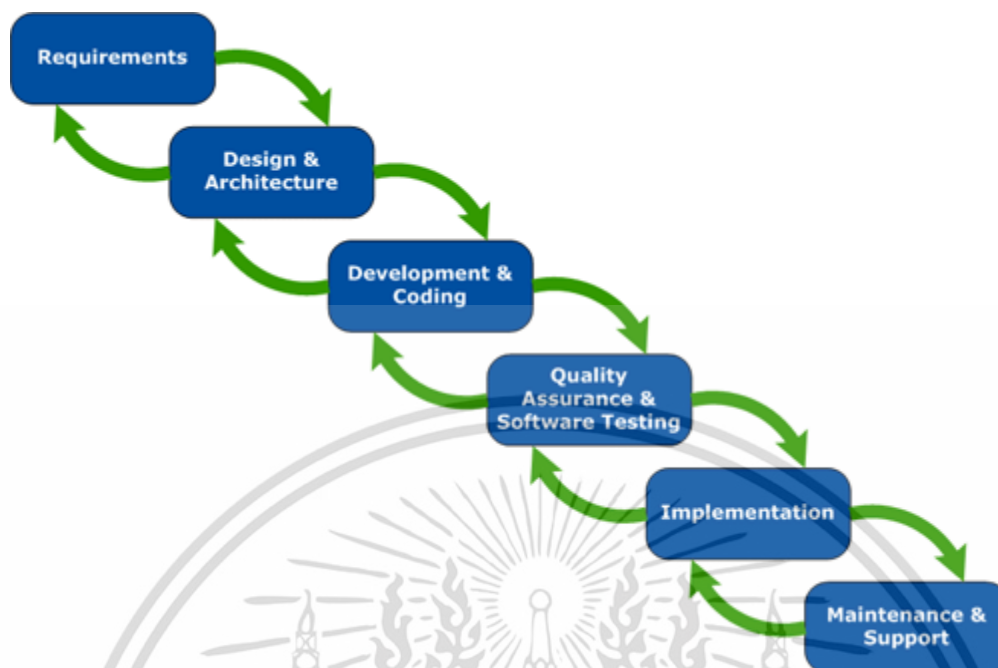 Requirements
Design &
Architecture
Development &
Coding
Quality
Assurance &
Software Testing
Implementation
Maintenance &
Support